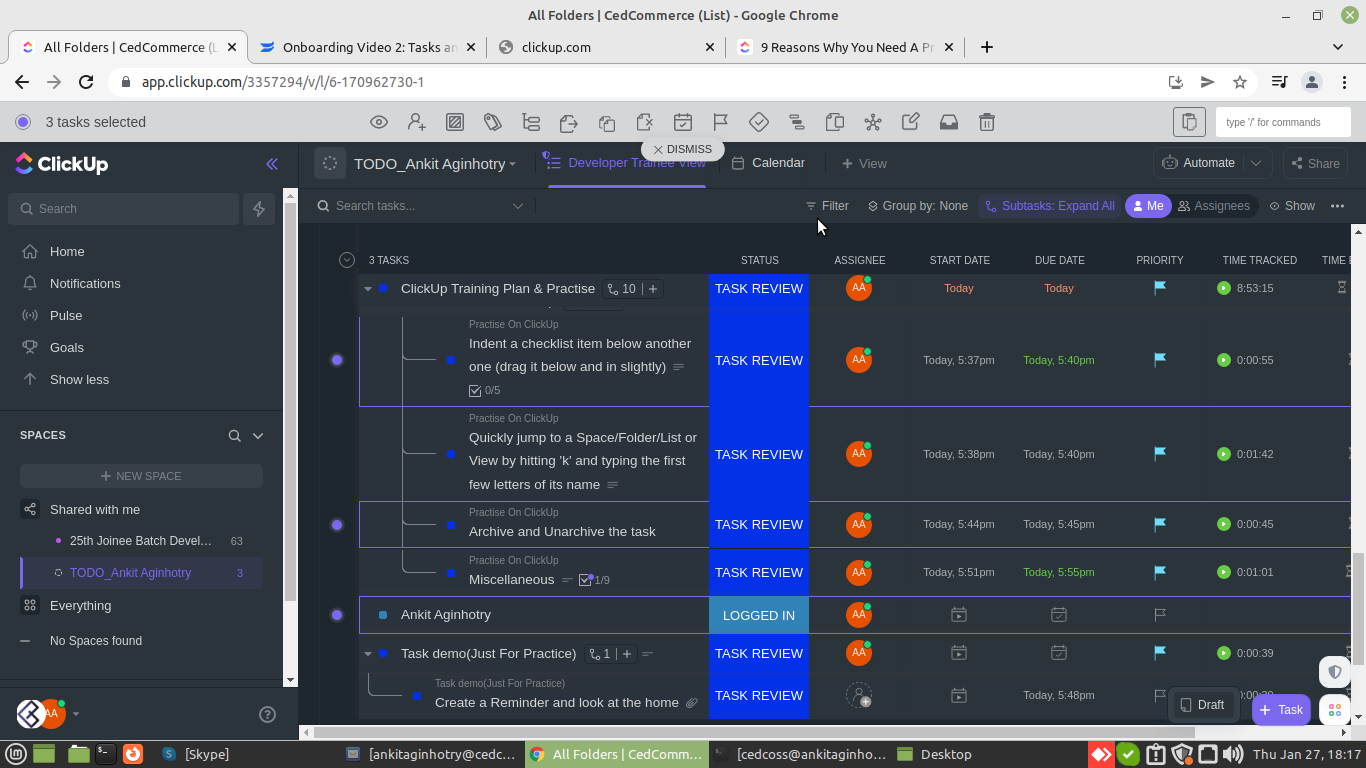 All Folders | CedCommerce (List) - Google Chrome
All Folders | CedCommerce (L
Onboarding Video 2: Tasks an
clickup.com
9 Reasons Why You Need A Pr
app.clickup.com/3357294/v/l/6-170962730-1
3 tasks selected
type '/' for commands
DISMISS
ClickUp
TODO_Ankit Aginhotry
Developer Trainee View
Calendar
+ View
Automate
Share
Search
Search tasks...
Filter
Group by: None
Subtasks: Expand All
Me
Assignees
Show
Home
Notifications
Pulse
Goals
Show less
SPACES
+ NEW SPACE
Shared with me
25th Joinee Batch Devel... 63
TODO_Ankit Aginhotry 3
Everything
No Spaces found
AA
3 TASKS STATUS ASSIGNEE START DATE DUE DATE PRIORITY TIME TRACKED TIME E
ClickUp Training Plan & Practise 10 + TASK REVIEW AA Today Today 8:53:15
Practise On ClickUp
Indent a checklist item below another
one (drag it below and in slightly)
0/5
TASK REVIEW AA Today, 5:37pm Today, 5:40pm 0:00:55
Practise On ClickUp
Quickly jump to a Space/Folder/List or
View by hitting 'k' and typing the first
few letters of its name
TASK REVIEW AA Today, 5:38pm Today, 5:40pm 0:01:42
Practise On ClickUp
Archive and Unarchive the task TASK REVIEW AA Today, 5:44pm Today, 5:45pm 0:00:45
Practise On ClickUp
Miscellaneous 1/9 TASK REVIEW AA Today, 5:51pm Today, 5:55pm 0:01:01
Ankit Aginhotry LOGGED IN AA
Task demo(Just For Practice) 1 + TASK REVIEW AA 0:00:39
Task demo(Just For Practice)
Create a Reminder and look at the home TASK REVIEW Today, 5:48pm
Draft
+ Task
[Skype]
[ankitaginhotry@cedc...
All Folders | CedComm...
[cedcoss@ankitaginho...
Desktop
Thu Jan 27, 18:17